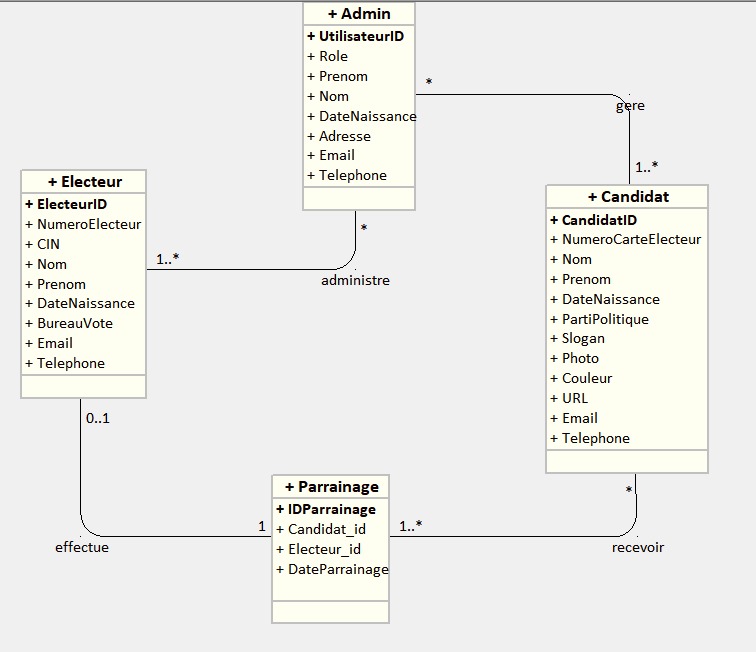 + Admin
+ UtilisateurID
+ Role
+ Prenom
+ Nom
+ DateNaissance
+ Adresse
+ Email
+ Telephone
*
gere
1..*
+ Electeur
+ ElecteurID
+ NumeroElecteur
+ CIN
+ Nom
+ Prenom
+ DateNaissance
+ BureauVote
+ Email
+ Telephone
1..*
*
administre
+ Candidat
+ CandidatID
+ NumeroCarteElecteur
+ Nom
+ Prenom
+ DateNaissance
+ PartiPolitique
+ Slogan
+ Photo
+ Couleur
+ URL
+ Email
+ Telephone
0..1
effectue
1
+ Parrainage
+ IDParrainage
+ Candidat_id
+ Electeur_id
+ DateParrainage
1..*
*
recevoir